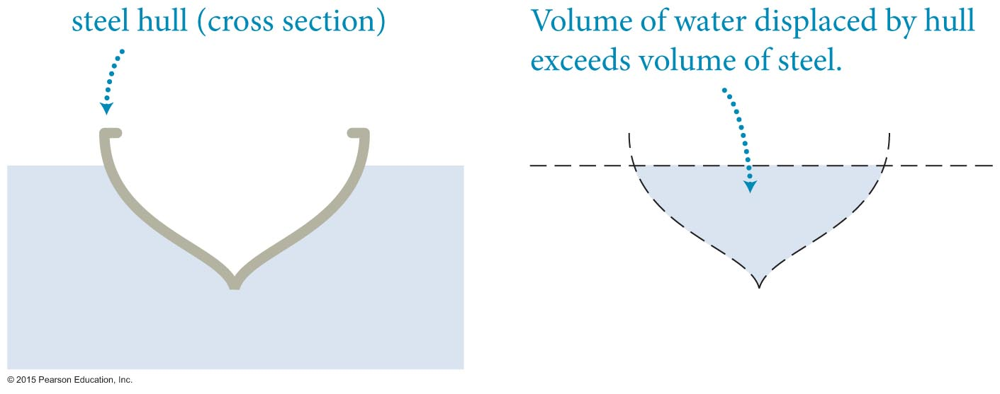 steel hull (cross section)
Volume of water displaced by hull
exceeds volume of steel.
© 2015 Pearson Education, Inc.